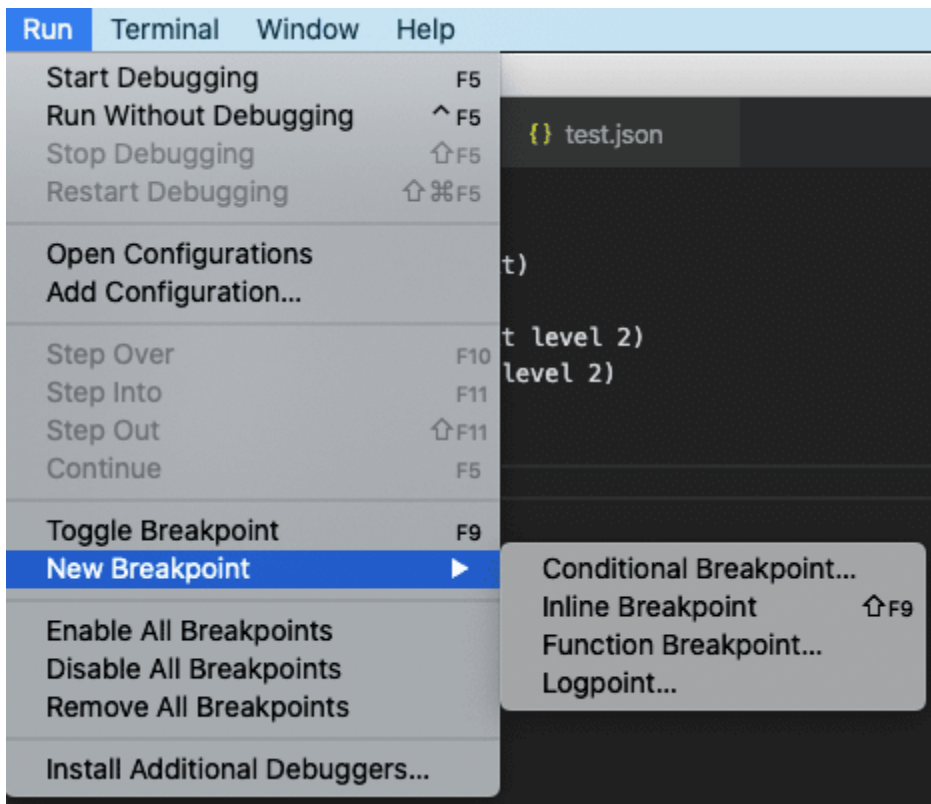 Run Terminal Window Help
Start Debugging F5
Run Without Debugging ^F5
Stop Debugging ⇧F5
Restart Debugging ⇧⌘F5
Open Configurations
Add Configuration...
Step Over F10
Step Into F11
Step Out ⇧F11
Continue F5
Toggle Breakpoint F9
New Breakpoint ▶
Enable All Breakpoints
Disable All Breakpoints
Remove All Breakpoints
Install Additional Debuggers...
Conditional Breakpoint...
Inline Breakpoint ⇧F9
Function Breakpoint...
Logpoint...
{} test.json
t)
t level 2)
level 2)